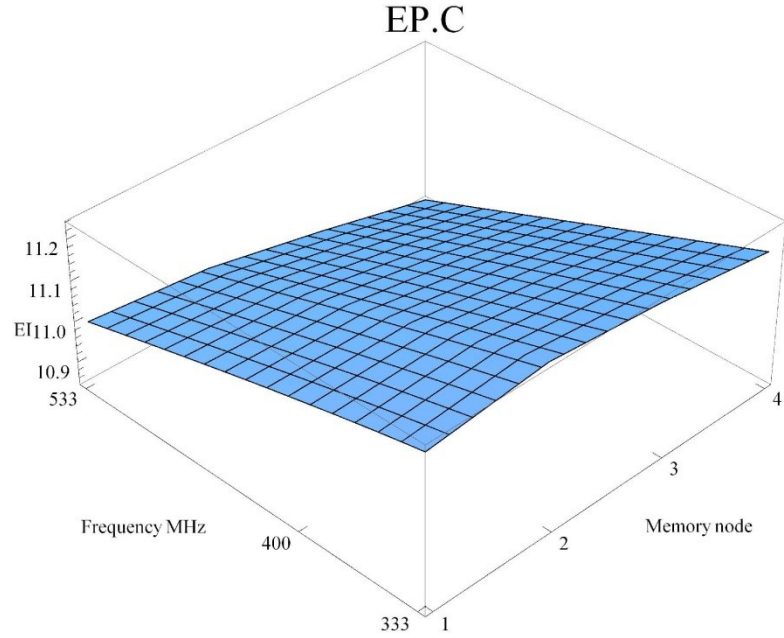 EP.C
11.2
11.1
EI 11.0
10.9
533
4
3
Frequency MHz
400
2
Memory node
333
1